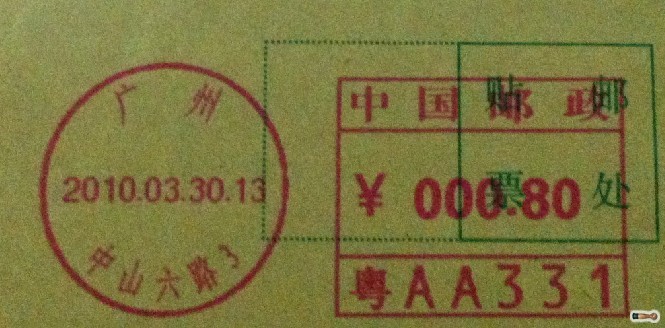 广州
2010.03.30.13
中山六路3
中国邮政
¥ 000.80
粤AA331
贴邮
票处